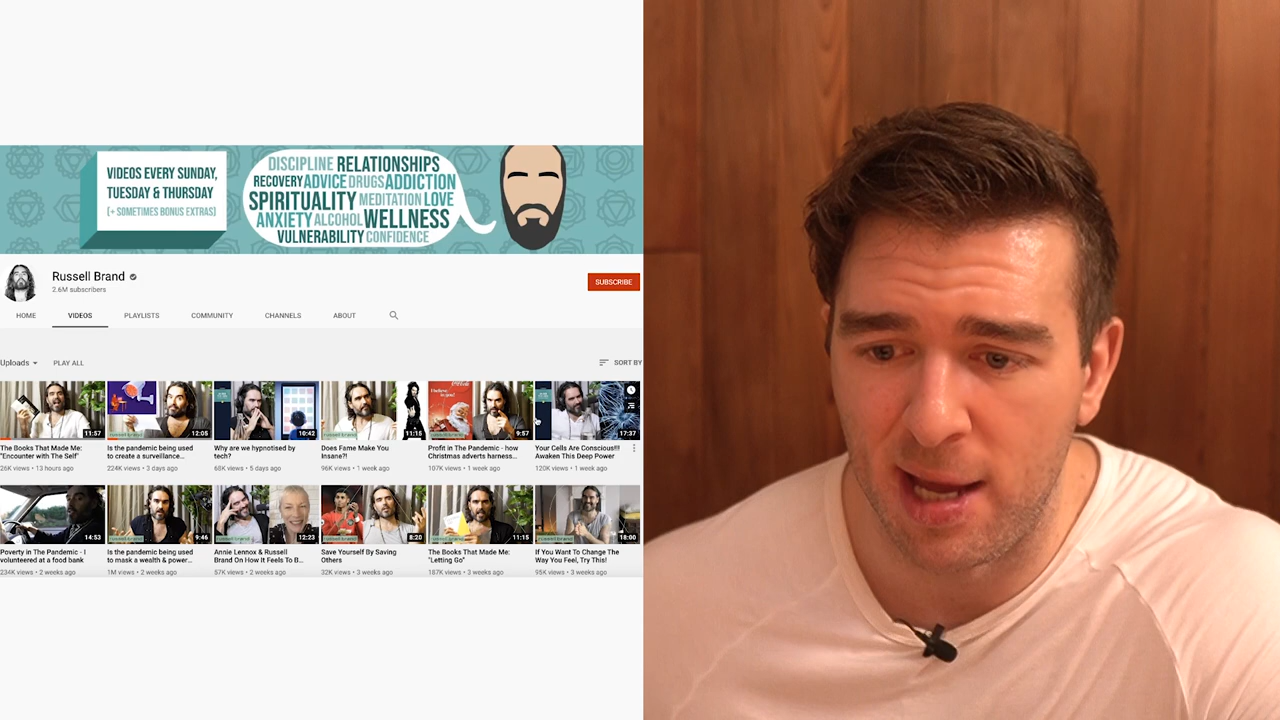 VIDEOS EVERY SUNDAY,
TUESDAY & THURSDAY
[+ SOMETIMES BONUS EXTRAS]
DISCIPLINE RELATIONSHIPS
RECOVERY ADVICE DRUGS ADDICTION
SPIRITUALITY MEDITATION LOVE
ANXIETY ALCOHOL WELLNESS
VULNERABILITY CONFIDENCE
Russell Brand
2.6M subscribers
SUBSCRIBE
HOME VIDEOS PLAYLISTS COMMUNITY CHANNELS ABOUT
Uploads PLAY ALL SORT BY
11:57 12:05 10:42 11:15 9:57 17:37
The Books That Made Me:
"Encounter with The Self"
26K views • 13 hours ago
Is the pandemic being used
to create a surveillance...
224K views • 3 days ago
Why are we hypnotised by
tech?
68K views • 5 days ago
Does Fame Make You
Insane?!
96K views • 1 week ago
Profit in The Pandemic - how
Christmas adverts harness...
107K views • 1 week ago
Your Cells Are Conscious!!!
Awaken This Deep Power
120K views • 1 week ago
14:53 9:46 12:23 8:20 11:15 18:00
Poverty in The Pandemic - I
volunteered at a food bank
234K views • 2 weeks ago
Is the pandemic being used
to mask a wealth & power...
1M views • 2 weeks ago
Annie Lennox & Russell
Brand On How It Feels To B...
57K views • 2 weeks ago
Save Yourself By Saving
Others
32K views • 3 weeks ago
The Books That Made Me:
"Letting Go"
187K views • 3 weeks ago
If You Want To Change The
Way You Feel, Try This!
95K views • 3 weeks ago